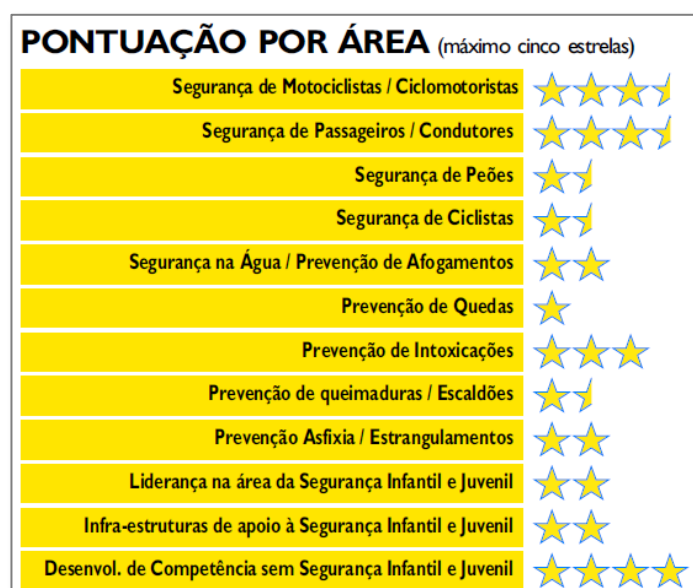 PONTUAÇÃO POR ÁREA (máximo cinco estrelas)
Segurança de Motociclistas / Ciclomotoristas
Segurança de Passageiros / Condutores
Segurança de Peões
Segurança de Ciclistas
Segurança na Água / Prevenção de Afogamentos
Prevenção de Quedas
Prevenção de Intoxicações
Prevenção de queimaduras / Escaldões
Prevenção Asfixia / Estrangulamentos
Liderança na área da Segurança Infantil e Juvenil
Infra-estruturas de apoio à Segurança Infantil e Juvenil
Desenvol. de Competência sem Segurança Infantil e Juvenil